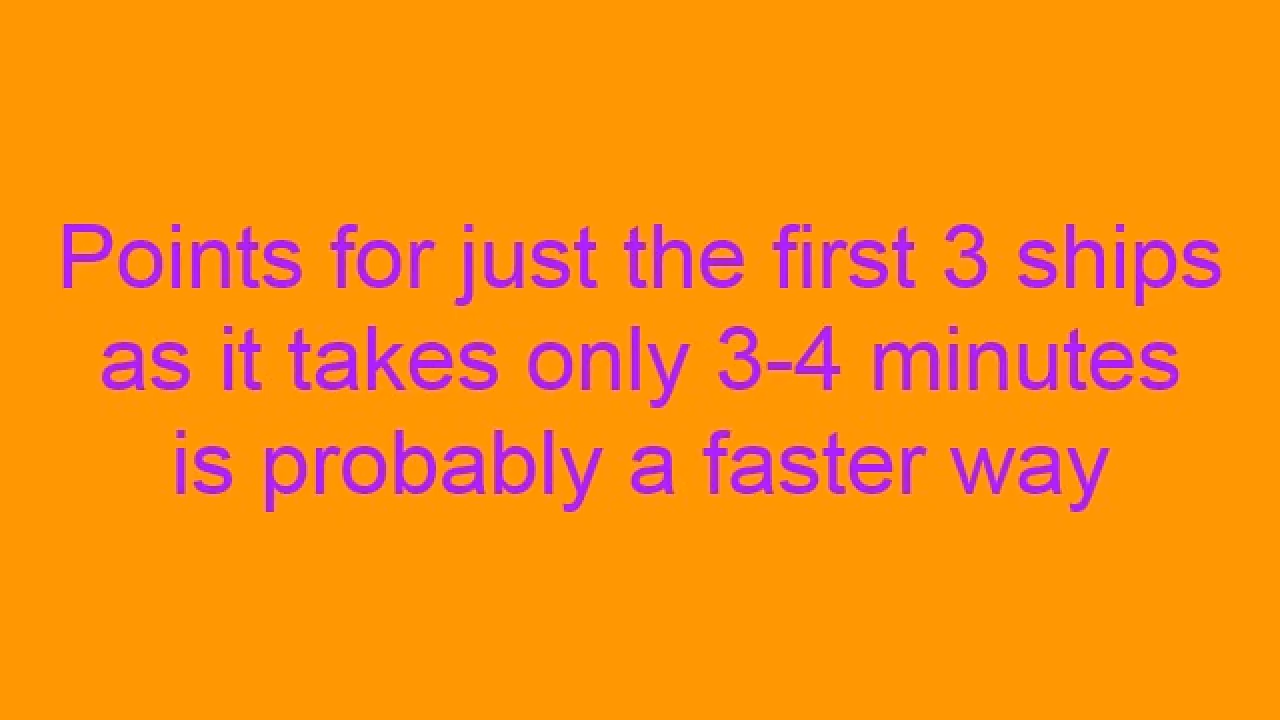 Points for just the first 3 ships
as it takes only 3-4 minutes
is probably a faster way